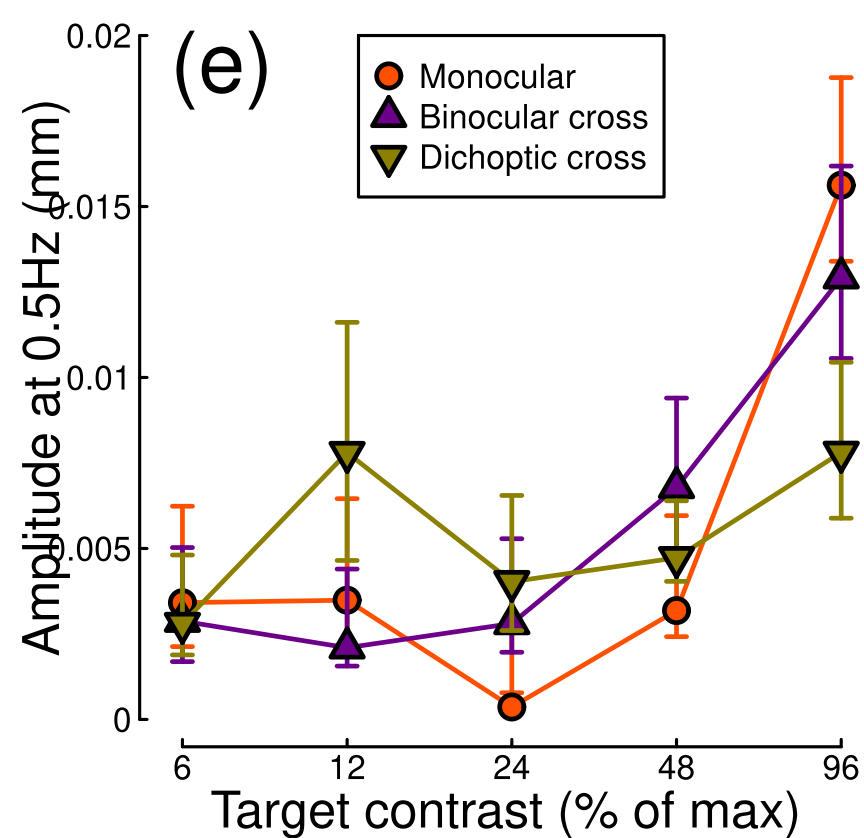 (e)
Monocular
Binocular cross
Dichoptic cross
Amplitude at 0.5Hz (mm)
0.02
0.015
0.01
0.005
0
6 12 24 48 96
Target contrast (% of max)